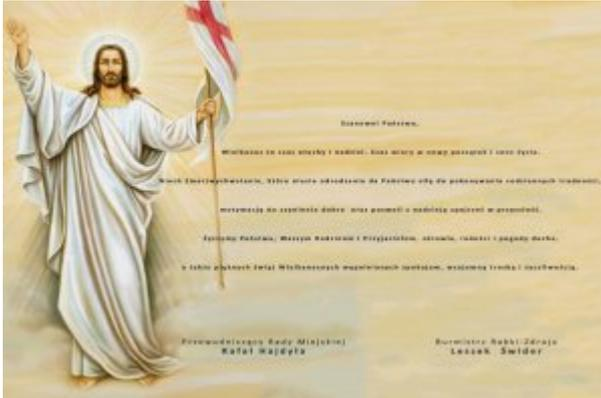 Szanowni Państwo,
Wielkanoc to czas otuchy i nadziei. Czas wiary w nowy początek i sens życia.
Niech Zmartwychwstanie, które niesie odrodzenie da Państwu siłę do pokonywania codziennych trudności,
motywację do czynienia dobra oraz pozwoli z nadzieją spojrzeć w przyszłość.
Życzymy Państwu, Waszym Rodzinom i Przyjaciołom, zdrowia, radości i pogody ducha,
a także pięknych Świąt Wielkanocnych wypełnionych spokojem, wzajemną troską i życzliwością.
Przewodniczący Rady Miejskiej
Rafał Hajdyła
Burmistrz Rabki-Zdroju
Leszek Świder